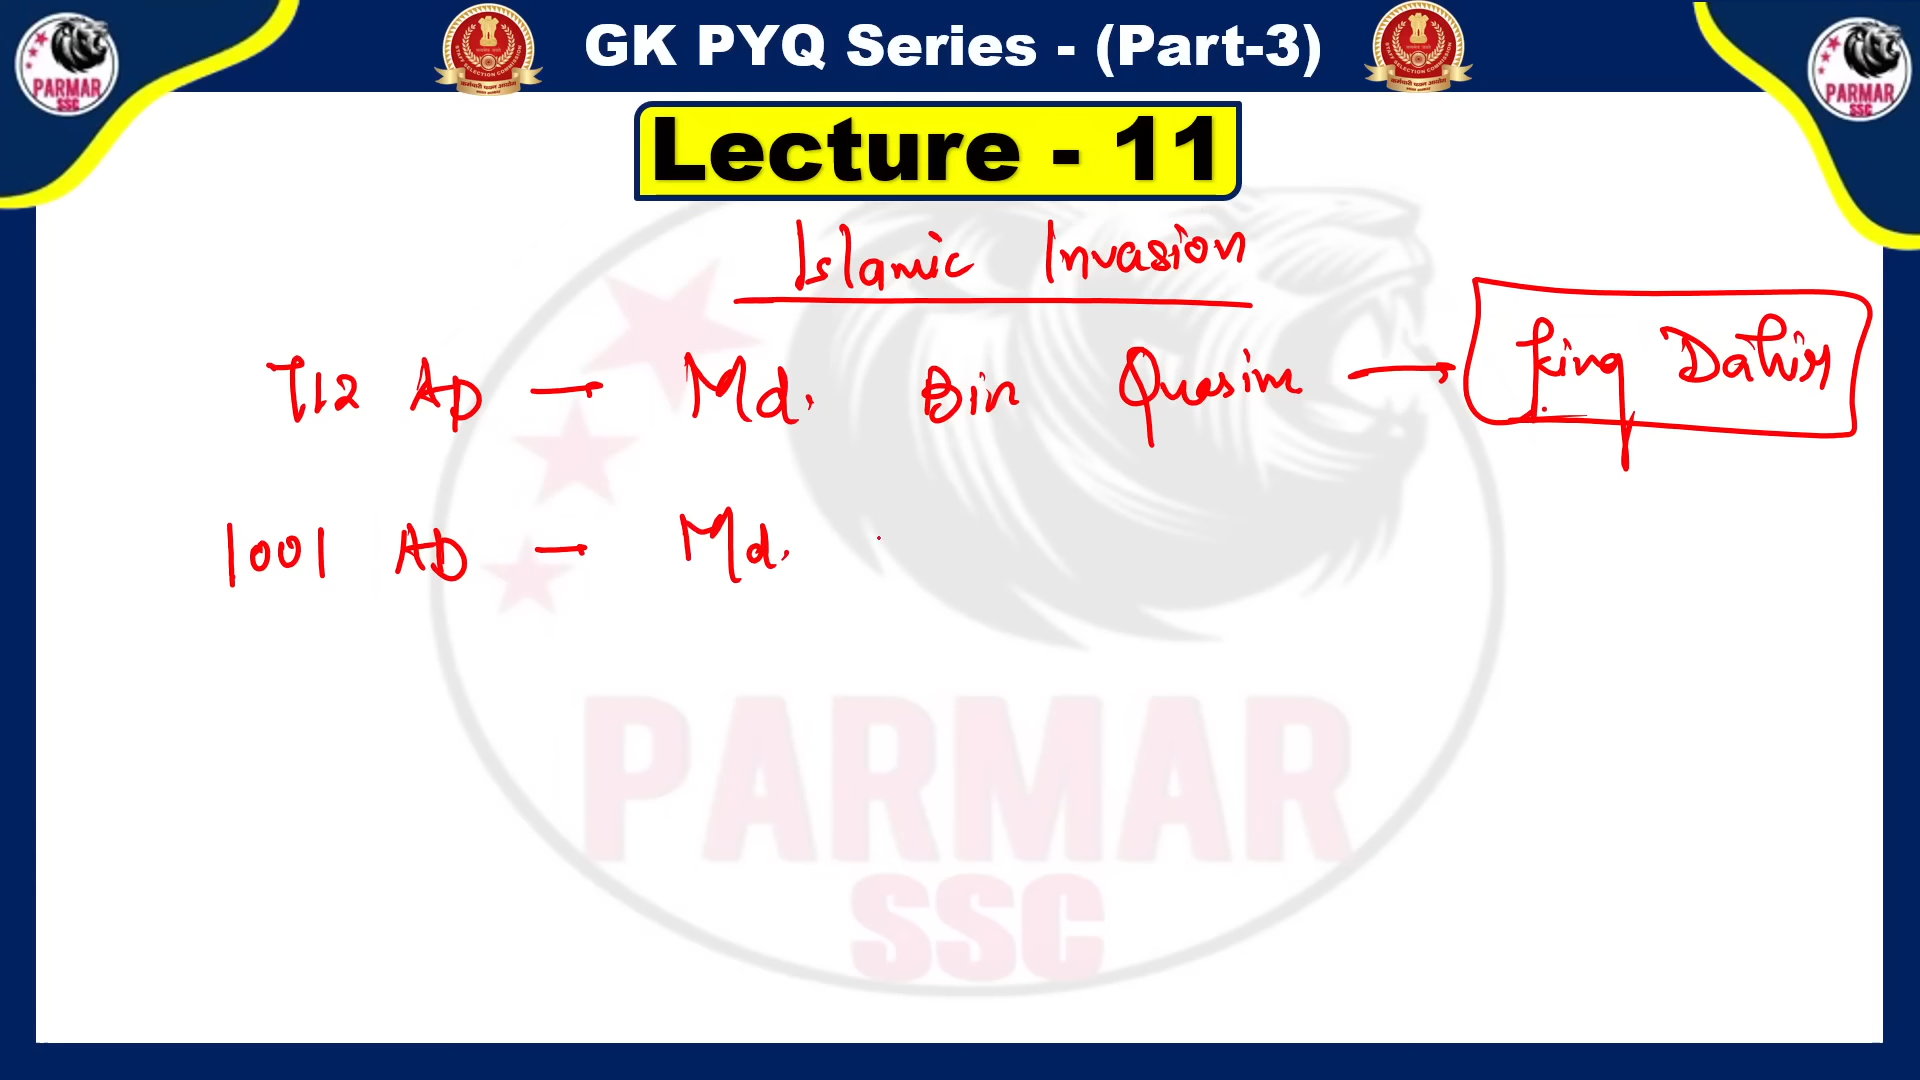 GK PYQ Series - (Part-3)
PARMAR
SSC
PARMAR
SSC
Lecture - 11
Islamic Invasion
712 AD — Md. Bin Quasim → King Dahir
1001 AD — Md.
PARMAR
SSC